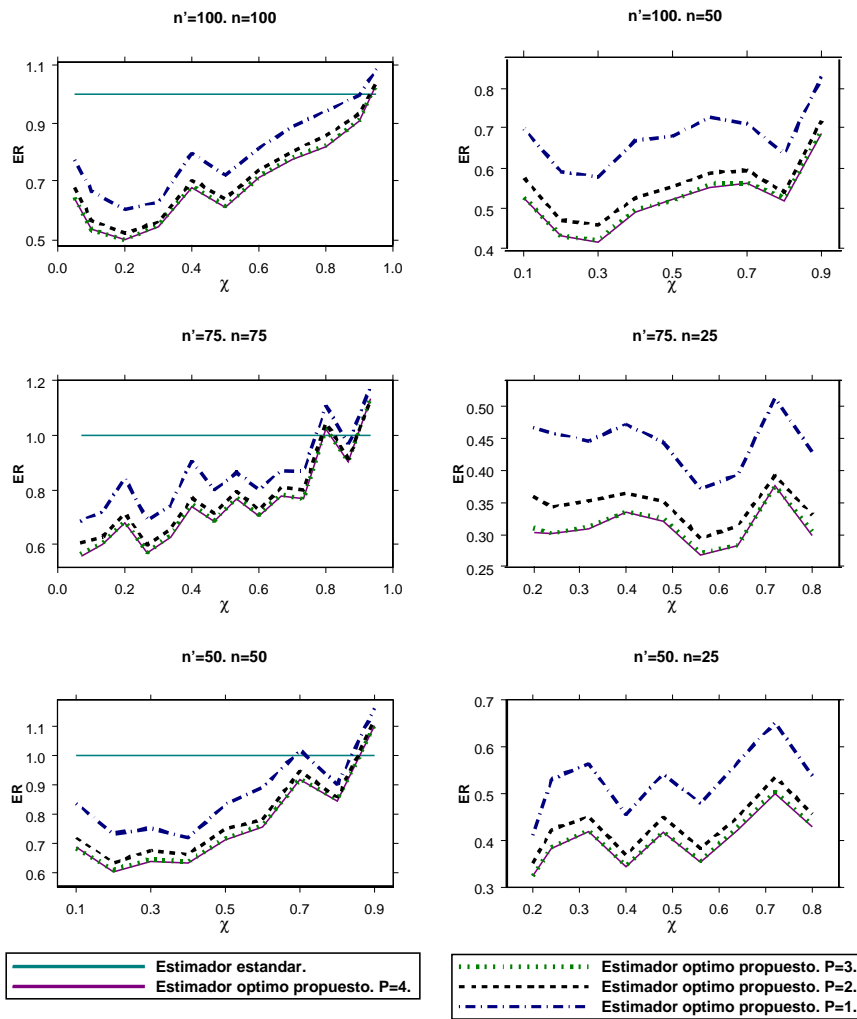 n'=100. n=100
1.1
0.9
0.7
0.5
ER
0.0 0.2 0.4 0.6 0.8 1.0
χ
n'=100. n=50
0.8
0.7
0.6
0.5
0.4
ER
0.1 0.3 0.5 0.7 0.9
χ
n'=75. n=75
1.2
1.0
0.8
0.6
ER
0.0 0.2 0.4 0.6 0.8 1.0
χ
n'=75. n=25
0.50
0.45
0.40
0.35
0.30
0.25
ER
0.2 0.3 0.4 0.5 0.6 0.7 0.8
χ
n'=50. n=50
1.1
1.0
0.9
0.8
0.7
0.6
ER
0.1 0.3 0.5 0.7 0.9
χ
n'=50. n=25
0.7
0.6
0.5
0.4
0.3
ER
0.2 0.3 0.4 0.5 0.6 0.7 0.8
χ
Estimador estandar.
Estimador optimo propuesto. P=4.
Estimador optimo propuesto. P=3.
Estimador optimo propuesto. P=2.
Estimador optimo propuesto. P=1.